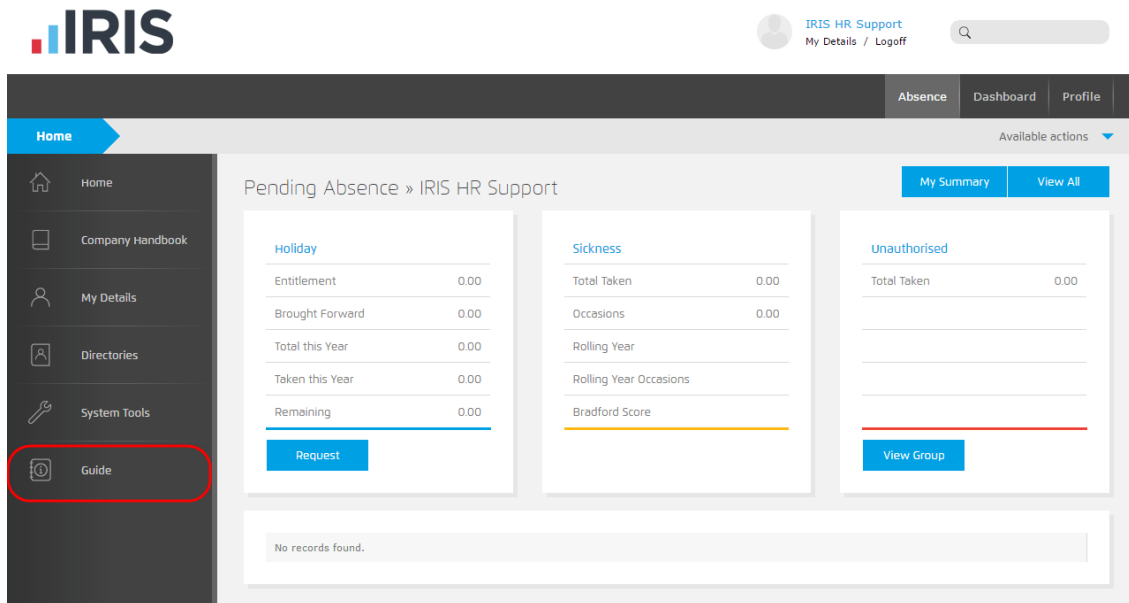 IRIS
IRIS HR Support
My Details / Logoff
Absence Dashboard Profile
Home
Available actions
Home
Company Handbook
My Details
Directories
System Tools
Guide
Pending Absence » IRIS HR Support
My Summary View All
Holiday
Entitlement 0.00
Brought Forward 0.00
Total this Year 0.00
Taken this Year 0.00
Remaining 0.00
Request
Sickness
Total Taken 0.00
Occasions 0.00
Rolling Year
Rolling Year Occasions
Bradford Score
Unauthorised
Total Taken 0.00
View Group
No records found.